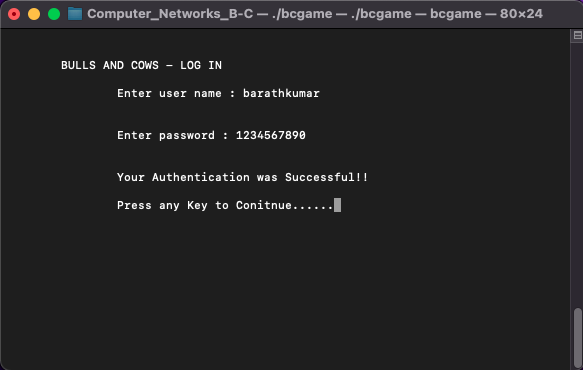 Computer_Networks_B-C — ./bcgame — ./bcgame — bcgame — 80×24
BULLS AND COWS – LOG IN
Enter user name : barathkumar
Enter password : 1234567890
Your Authentication was Successful!!
Press any Key to Conitnue......